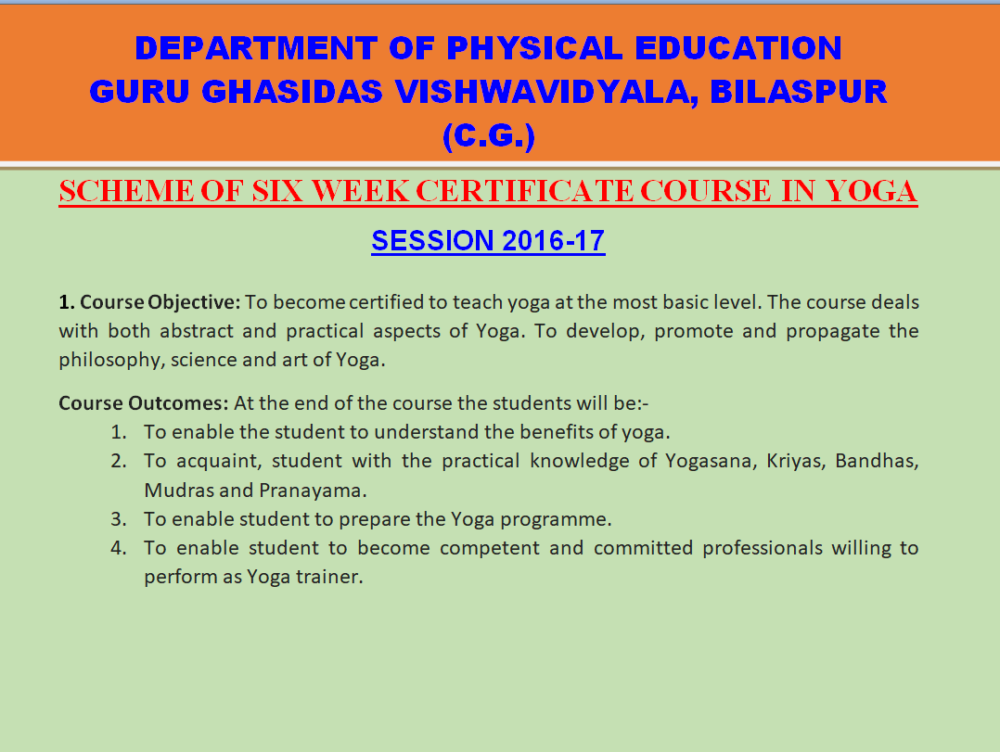 DEPARTMENT OF PHYSICAL EDUCATION
GURU GHASIDAS VISHWAVIDYALA, BILASPUR
(C.G.)
SCHEME OF SIX WEEK CERTIFICATE COURSE IN YOGA
SESSION 2016-17
1. Course Objective: To become certified to teach yoga at the most basic level. The course deals
with both abstract and practical aspects of Yoga. To develop, promote and propagate the
philosophy, science and art of Yoga.
Course Outcomes: At the end of the course the students will be:-
1. To enable the student to understand the benefits of yoga.
2. To acquaint, student with the practical knowledge of Yogasana, Kriyas, Bandhas,
Mudras and Pranayama.
3. To enable student to prepare the Yoga programme.
4. To enable student to become competent and committed professionals willing to
perform as Yoga trainer.